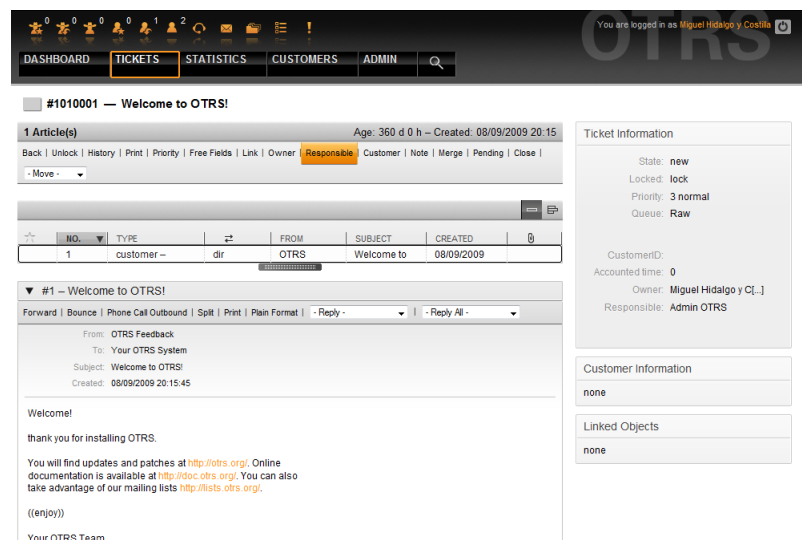 0 0 0 0 1 2
You are logged in as Miguel Hidalgo y Costilla
OTRS
DASHBOARD TICKETS STATISTICS CUSTOMERS ADMIN
#1010001 — Welcome to OTRS!
1 Article(s) Age: 360 d 0 h – Created: 08/09/2009 20:15
Back | Unlock | History | Print | Priority | Free Fields | Link | Owner | Responsible | Customer | Note | Merge | Pending | Close |
- Move -
NO. TYPE FROM SUBJECT CREATED
1 customer – dir OTRS Welcome to 08/09/2009
#1 – Welcome to OTRS!
Forward | Bounce | Phone Call Outbound | Split | Print | Plain Format | - Reply - | - Reply All -
From: OTRS Feedback
To: Your OTRS System
Subject: Welcome to OTRS!
Created: 08/09/2009 20:15:45
Welcome!
thank you for installing OTRS.
You will find updates and patches at http://otrs.org/. Online
documentation is available at http://doc.otrs.org/. You can also
take advantage of our mailing lists http://lists.otrs.org/.
((enjoy))
Your OTRS Team
Ticket Information
State: new
Locked: lock
Priority: 3 normal
Queue: Raw
CustomerID:
Accounted time: 0
Owner: Miguel Hidalgo y C[...]
Responsible: Admin OTRS
Customer Information
none
Linked Objects
none